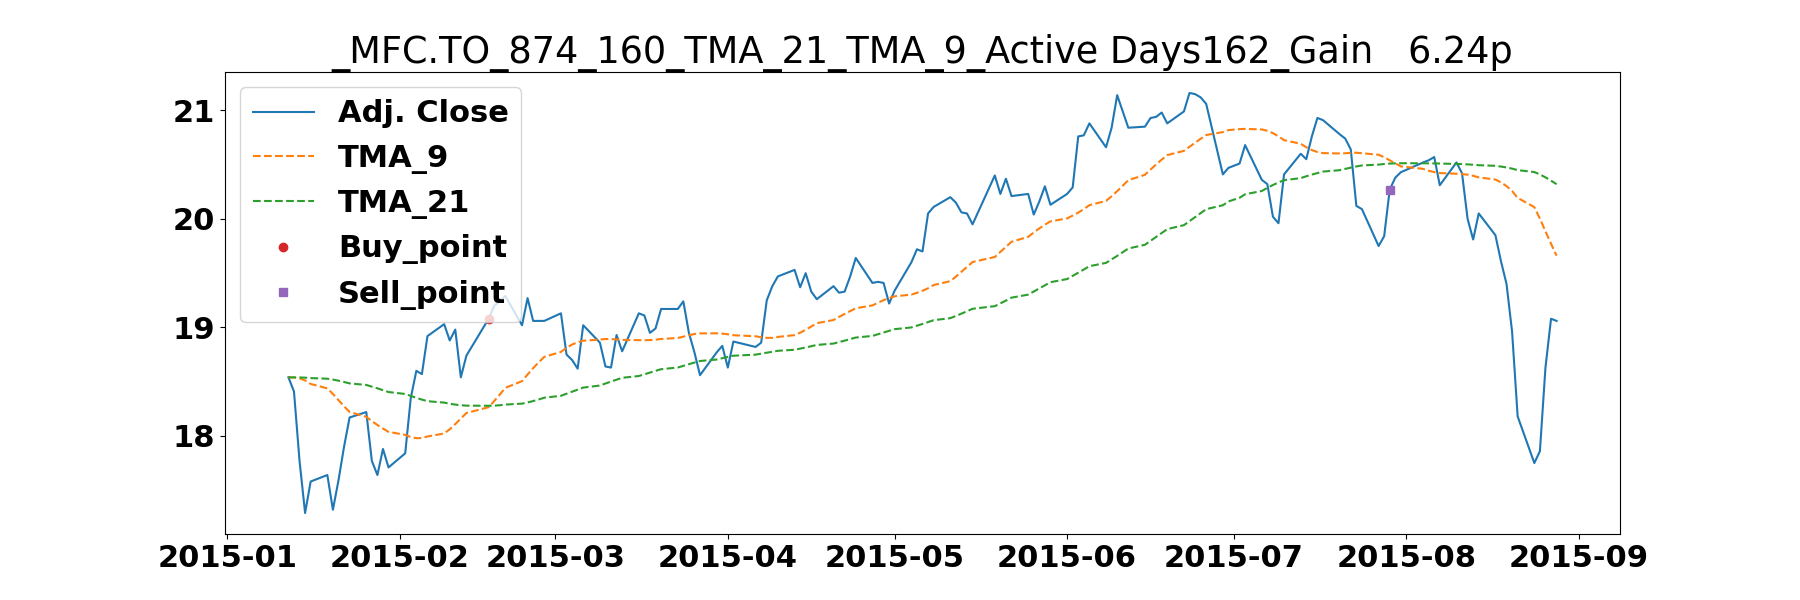 _MFC.TO_874_160_TMA_21_TMA_9_Active Days162_Gain   6.24p
Adj. Close
TMA_9
TMA_21
Buy_point
Sell_point
21
20
19
18
2015-01 2015-02 2015-03 2015-04 2015-05 2015-06 2015-07 2015-08 2015-09